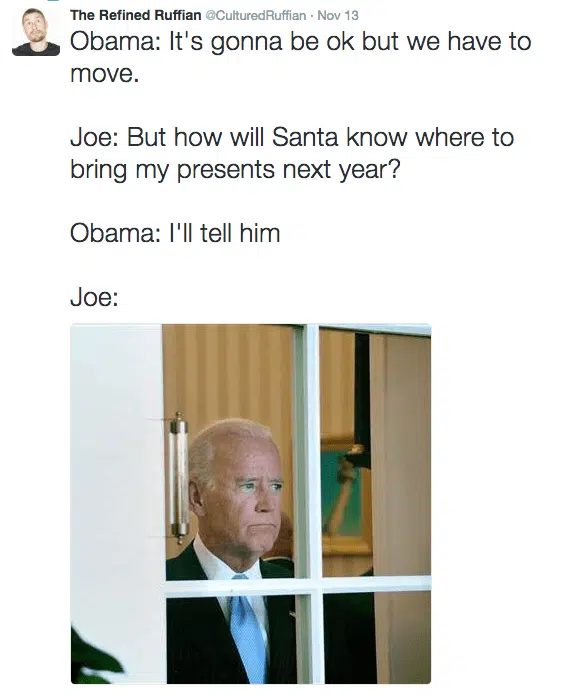 The Refined Ruffian @CulturedRuffian · Nov 13
Obama: It's gonna be ok but we have to
move.
Joe: But how will Santa know where to
bring my presents next year?
Obama: I'll tell him
Joe: